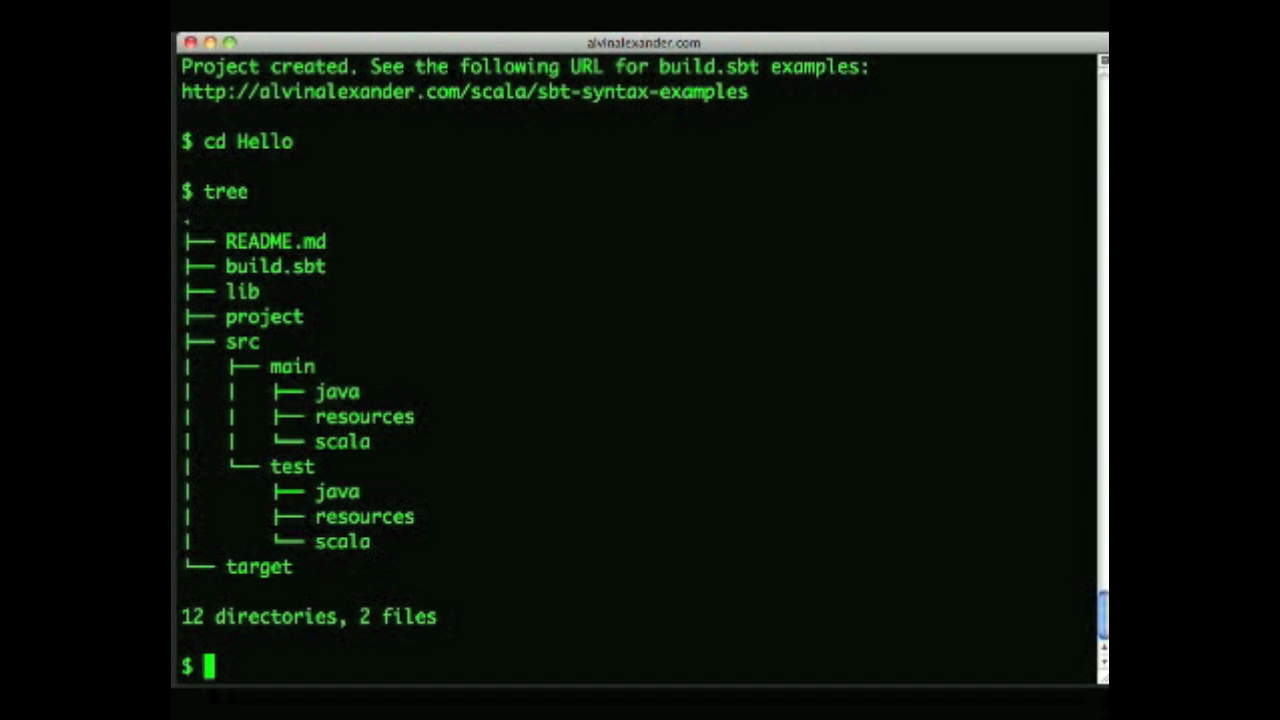 alvinalexander.com
Project created. See the following URL for build.sbt examples:
http://alvinalexander.com/scala/sbt-syntax-examples
$ cd Hello
$ tree
.
├── README.md
├── build.sbt
├── lib
├── project
├── src
│   ├── main
│   │   ├── java
│   │   ├── resources
│   │   └── scala
│   └── test
│       ├── java
│       ├── resources
│       └── scala
└── target
12 directories, 2 files
$